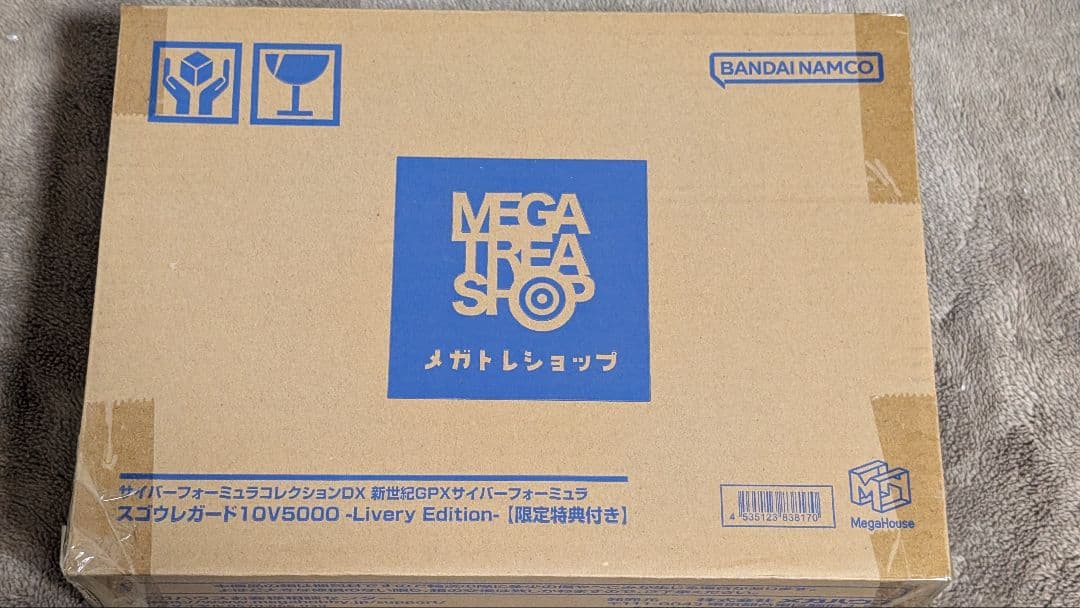 BANDAI NAMCO
MEGA
TREA
SHOP
メガトレショップ
サイバーフォーミュラコレクションDX 新世紀GPXサイバーフォーミュラ
スゴウレガード10V5000 -Livery Edition-【限定特典付き】
4 535123 838170
MegaHouse